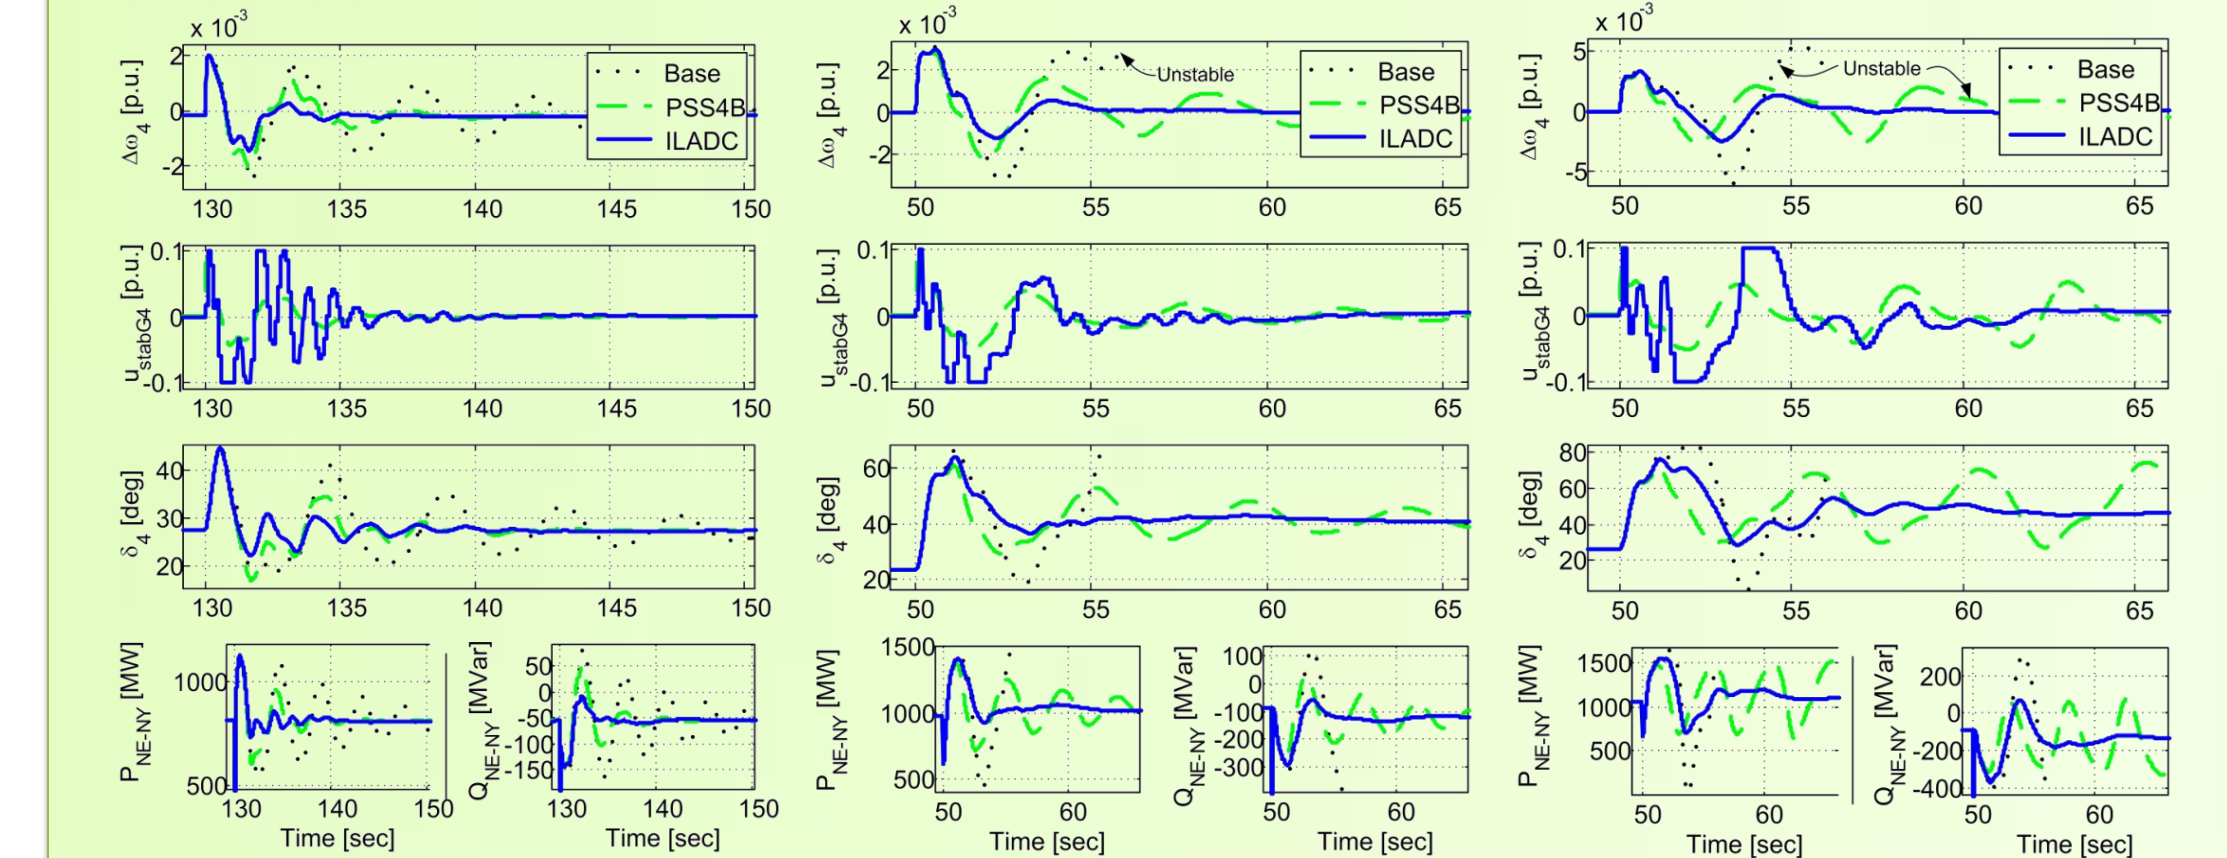 x 10-3
Δω4 [p.u.]
2
0
-2
Base
PSS4B
ILADC
130 135 140 145 150
ustabG4 [p.u.]
0.1
0
-0.1
130 135 140 145 150
δ4 [deg]
40
30
20
130 135 140 145 150
PNE-NY [MW]
1000
500
130 140 150
Time [sec]
QNE-NY [MVar]
50
0
-50
-100
-150
130 140 150
Time [sec]
x 10-3
Δω4 [p.u.]
2
0
-2
Unstable
Base
PSS4B
ILADC
50 55 60 65
ustabG4 [p.u.]
0.1
0
-0.1
50 55 60 65
δ4 [deg]
60
40
20
50 55 60 65
PNE-NY [MW]
1500
1000
500
50 60
Time [sec]
QNE-NY [MVar]
100
0
-100
-200
-300
50 60
Time [sec]
x 10-3
Δω4 [p.u.]
5
0
-5
Unstable
Base
PSS4B
ILADC
50 55 60 65
ustabG4 [p.u.]
0.1
0
-0.1
50 55 60 65
δ4 [deg]
80
60
40
20
50 55 60 65
PNE-NY [MW]
1500
1000
500
50 60
Time [sec]
QNE-NY [MVar]
200
0
-200
-400
50 60
Time [sec]